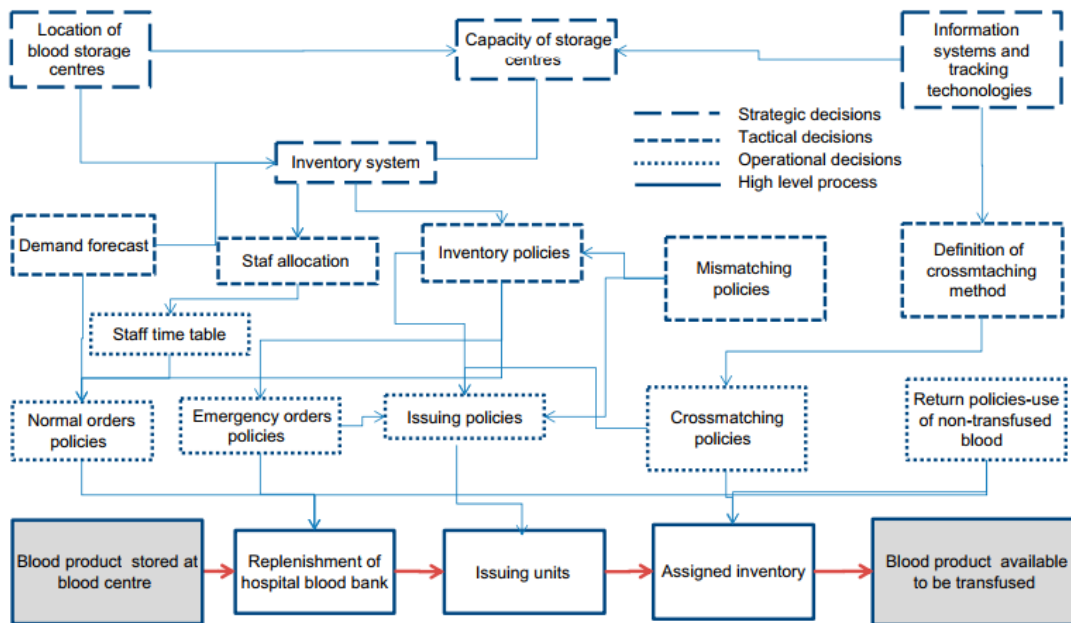 Location of
blood storage
centres
Capacity of storage
centres
Information
systems and
tracking
techonologies
Strategic decisions
Tactical decisions
Operational decisions
High level process
Inventory system
Demand forecast
Staf allocation
Inventory policies
Mismatching
policies
Definition of
crossmtaching
method
Staff time table
Normal orders
policies
Emergency orders
policies
Issuing policies
Crossmatching
policies
Return policies-use
of non-transfused
blood
Blood product stored at
blood centre
Replenishment of
hospital blood bank
Issuing units
Assigned inventory
Blood product available
to be transfused